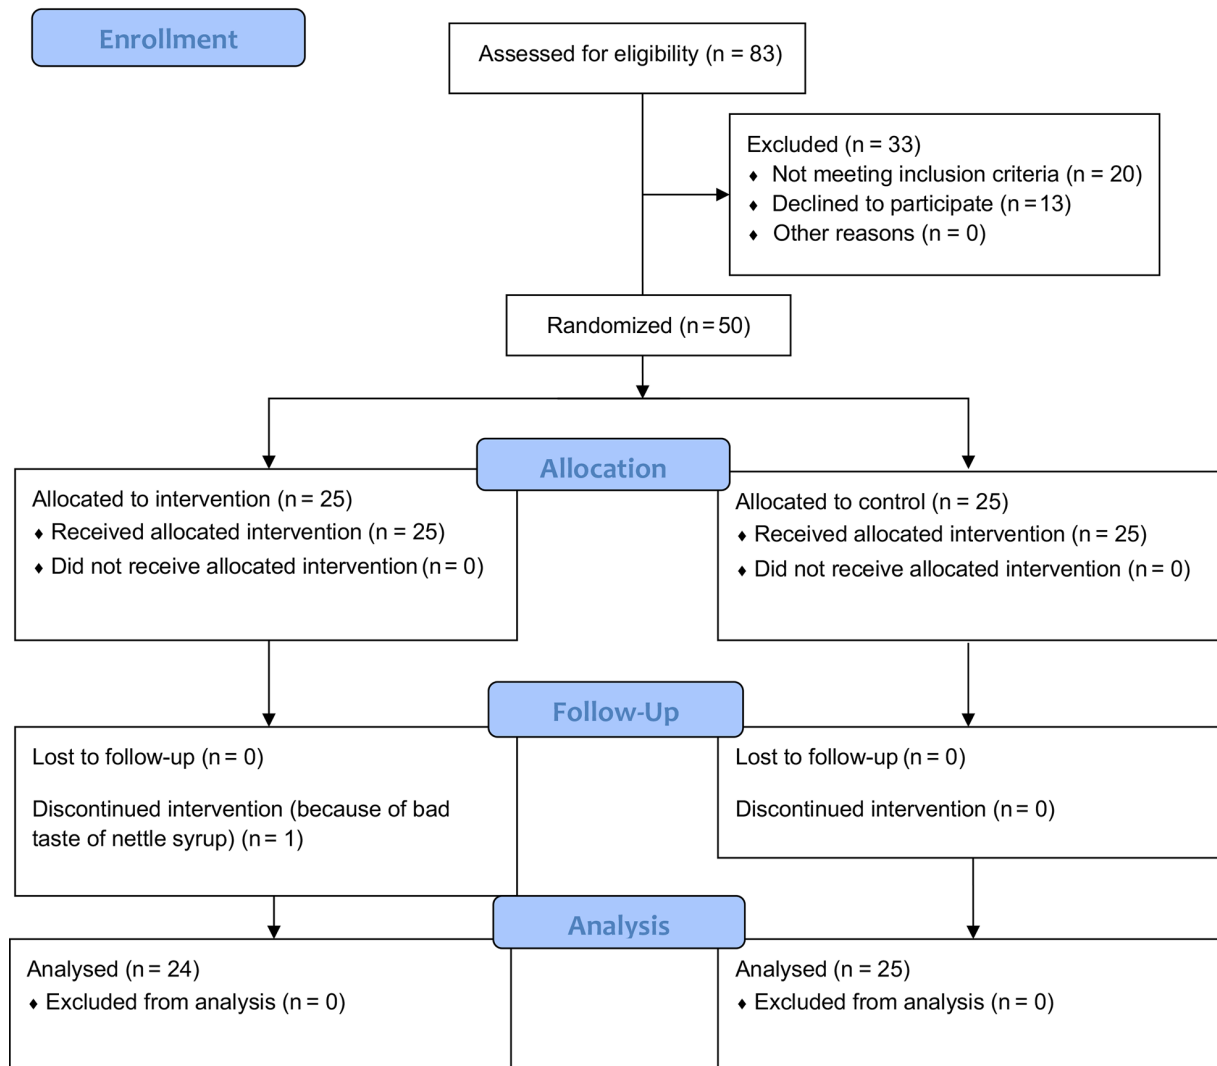 Enrollment
Assessed for eligibility (n = 83)
Excluded (n = 33)
♦ Not meeting inclusion criteria (n = 20)
♦ Declined to participate (n = 13)
♦ Other reasons (n = 0)
Randomized (n = 50)
Allocation
Allocated to intervention (n = 25)
♦ Received allocated intervention (n = 25)
♦ Did not receive allocated intervention (n = 0)
Allocated to control (n = 25)
♦ Received allocated intervention (n = 25)
♦ Did not receive allocated intervention (n = 0)
Follow-Up
Lost to follow-up (n = 0)
Discontinued intervention (because of bad
taste of nettle syrup) (n = 1)
Lost to follow-up (n = 0)
Discontinued intervention (n = 0)
Analysis
Analysed (n = 24)
♦ Excluded from analysis (n = 0)
Analysed (n = 25)
♦ Excluded from analysis (n = 0)